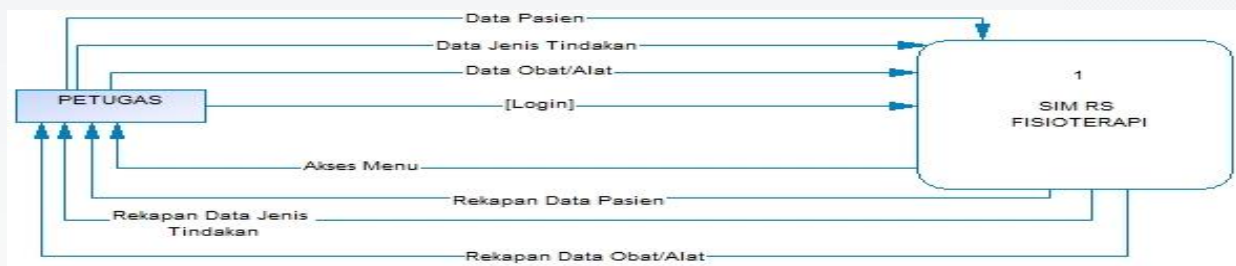 Data Pasien
Data Jenis Tindakan
Data Obat/Alat
PETUGAS
[Login]
1
SIM RS
FISIOTERAPI
Akses Menu
Rekapan Data Pasien
Rekapan Data Jenis
Tindakan
Rekapan Data Obat/Alat